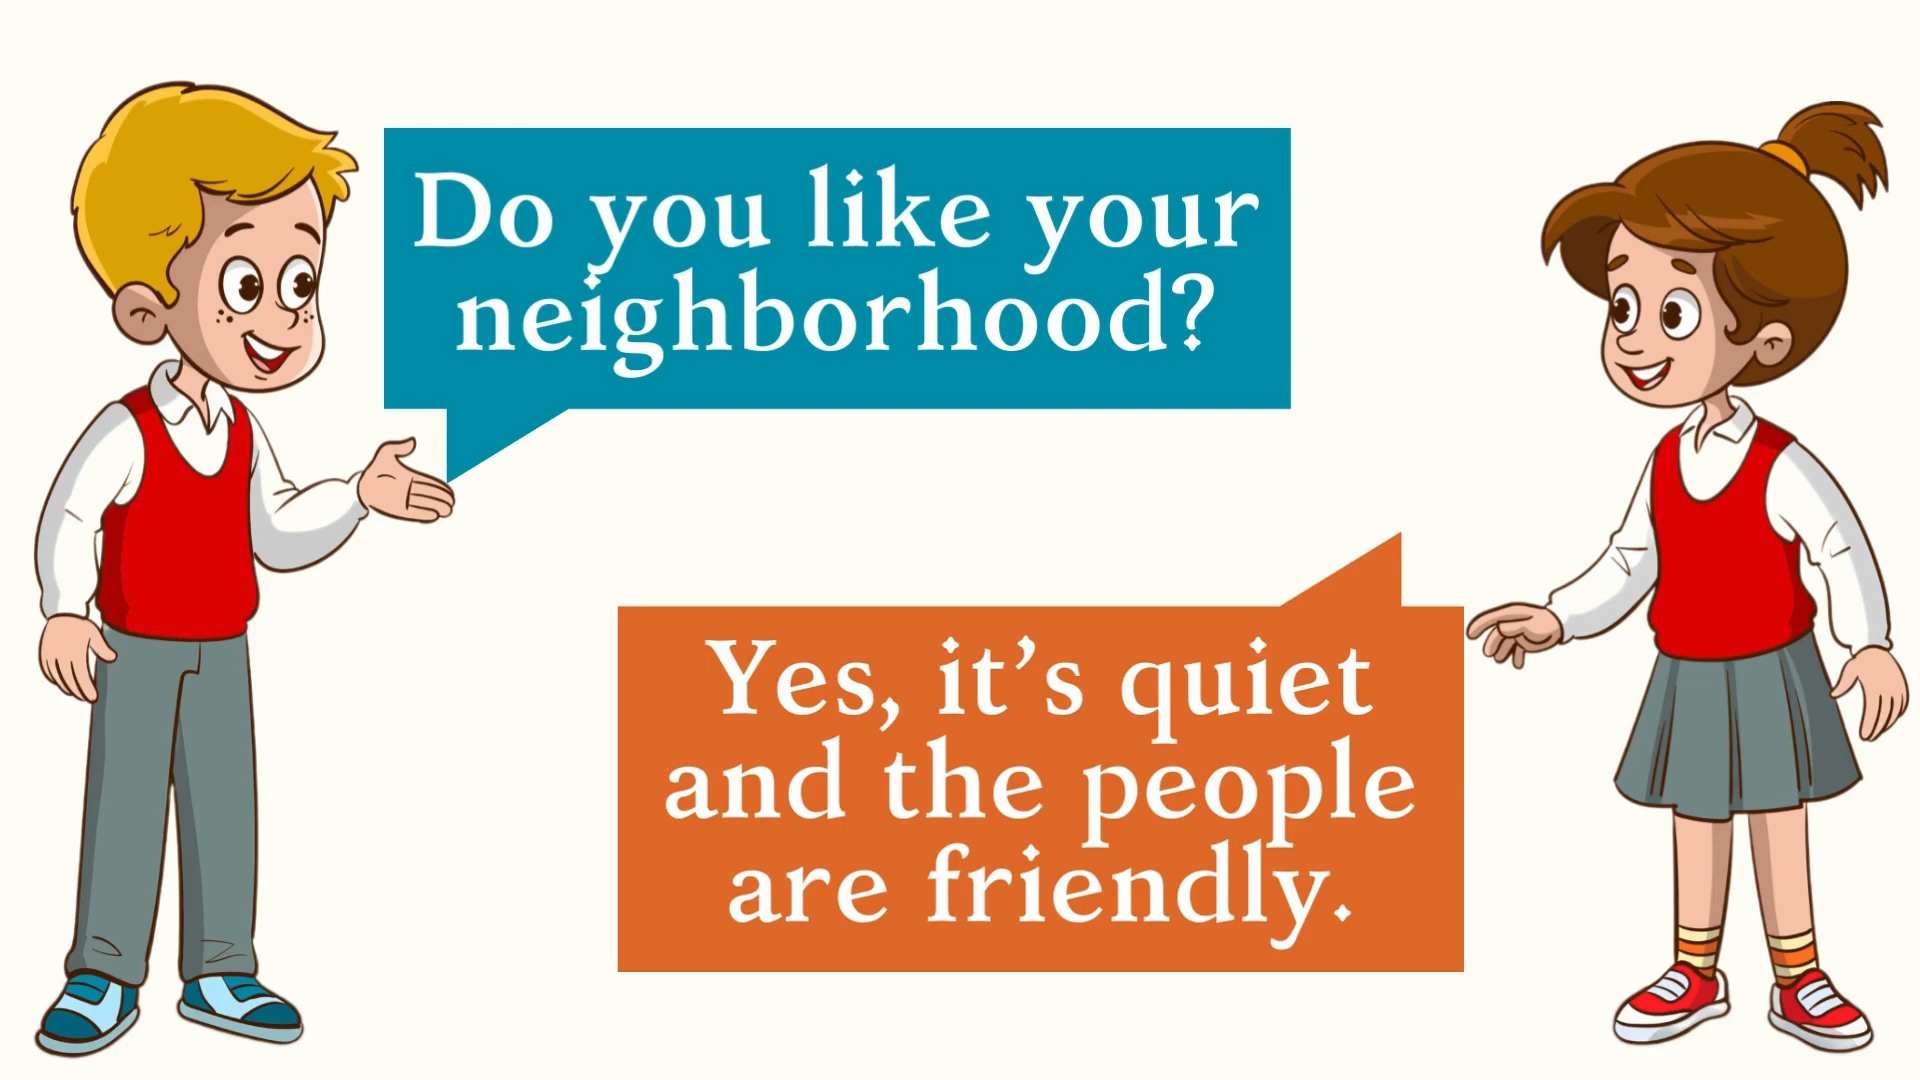 Do you like your
neighborhood?
Yes, it’s quiet
and the people
are friendly.